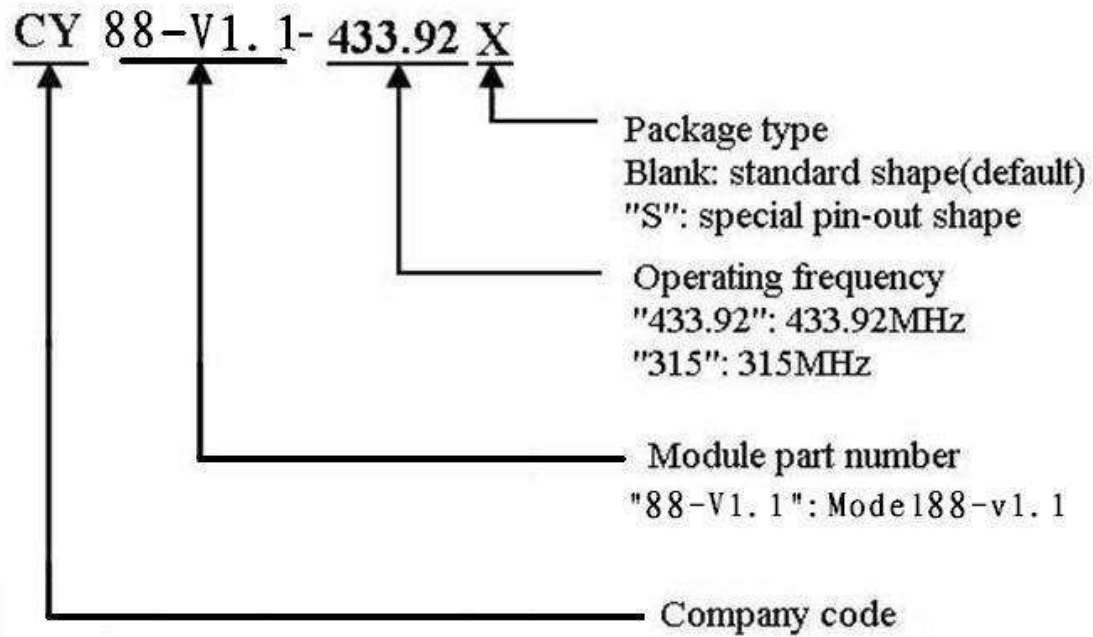 CY 88-V1.1- 433.92 X
Package type
Blank: standard shape(default)
"S": special pin-out shape
Operating frequency
"433.92": 433.92MHz
"315": 315MHz
Module part number
"88-V1.1":Model88-v1.1
Company code